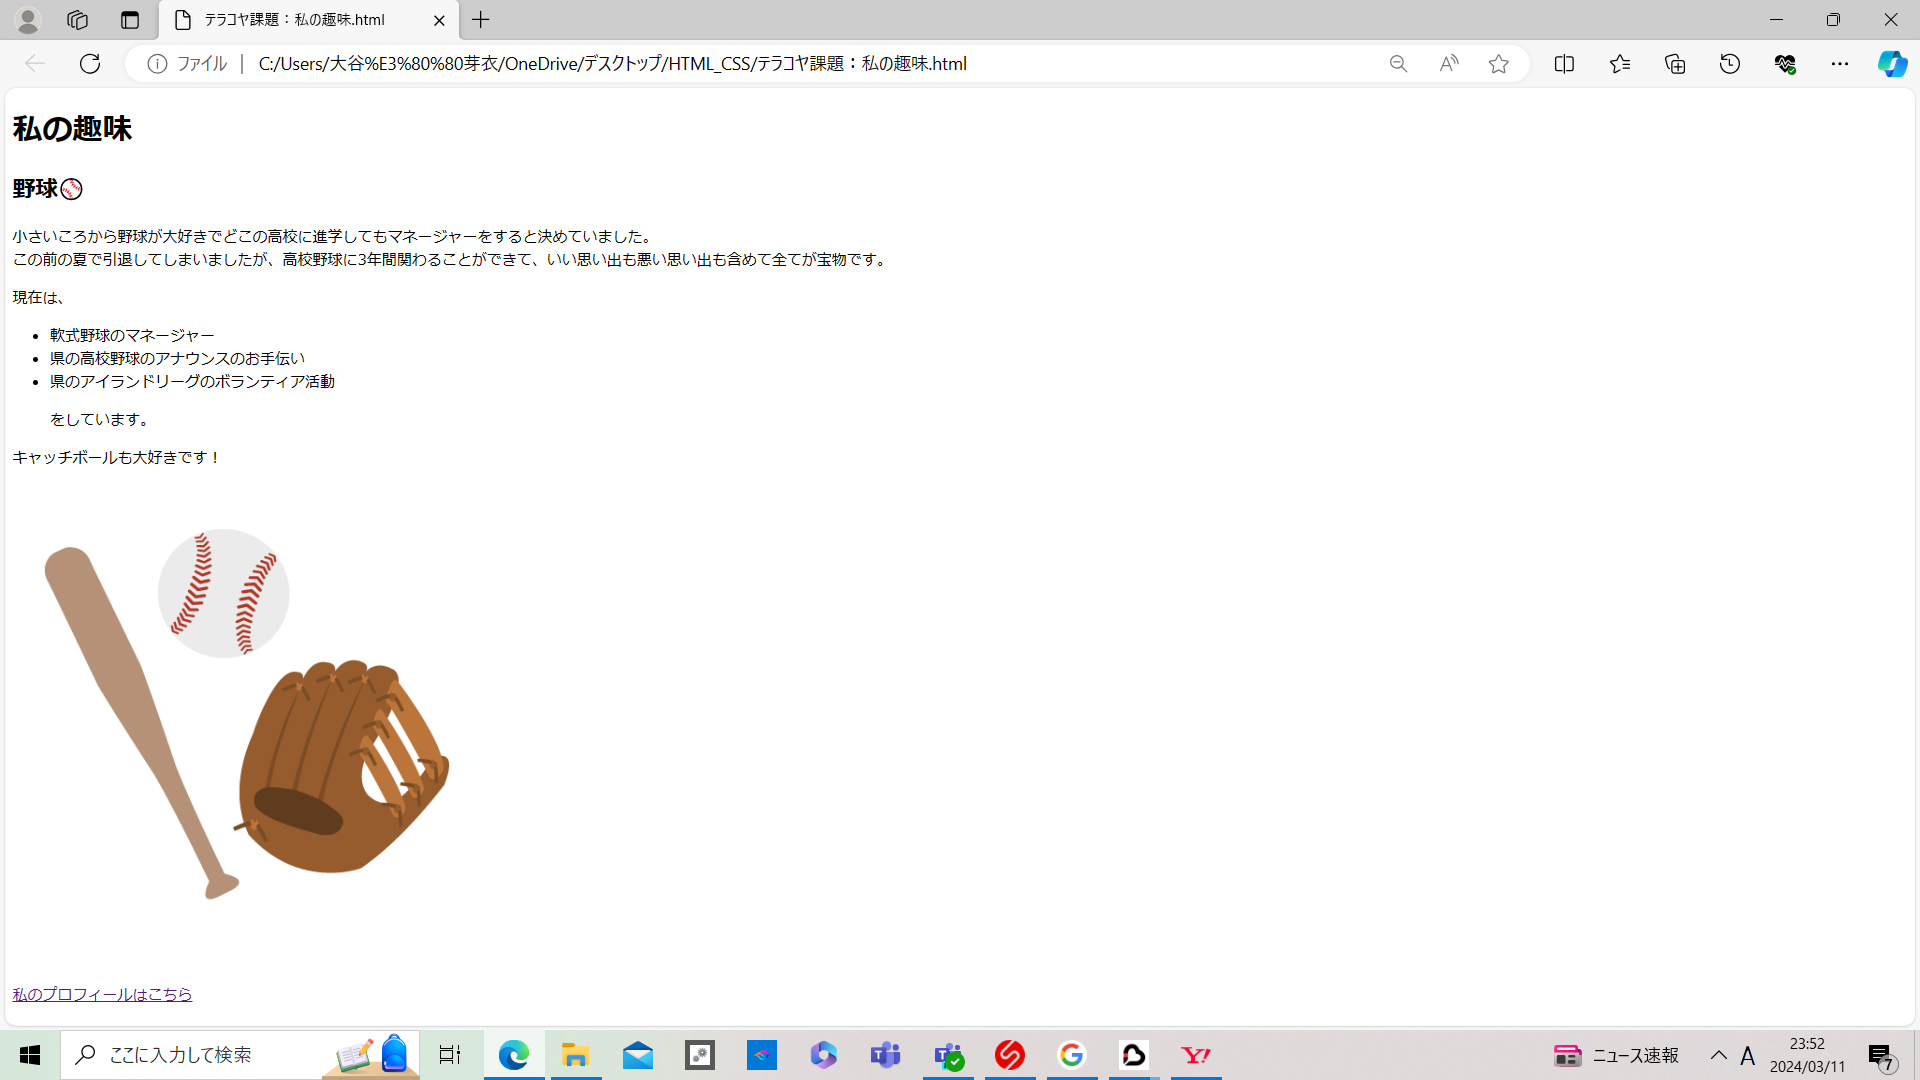 テラコヤ課題：私の趣味.html
ファイル
C:/Users/大谷%E3%80%80芽衣/OneDrive/デスクトップ/HTML_CSS/テラコヤ課題：私の趣味.html
私の趣味
野球⚾
小さいころから野球が大好きでどこの高校に進学してもマネージャーをすると決めていました。
この前の夏で引退してしまいましたが、高校野球に3年間関わることができて、いい思い出も悪い思い出も含めて全てが宝物です。
現在は、
• 軟式野球のマネージャー
• 県の高校野球のアナウンスのお手伝い
• 県のアイランドリーグのボランティア活動
をしています。
キャッチボールも大好きです！
私のプロフィールはこちら
ここに入力して検索
ニュース速報
A
23:52
2024/03/11
7